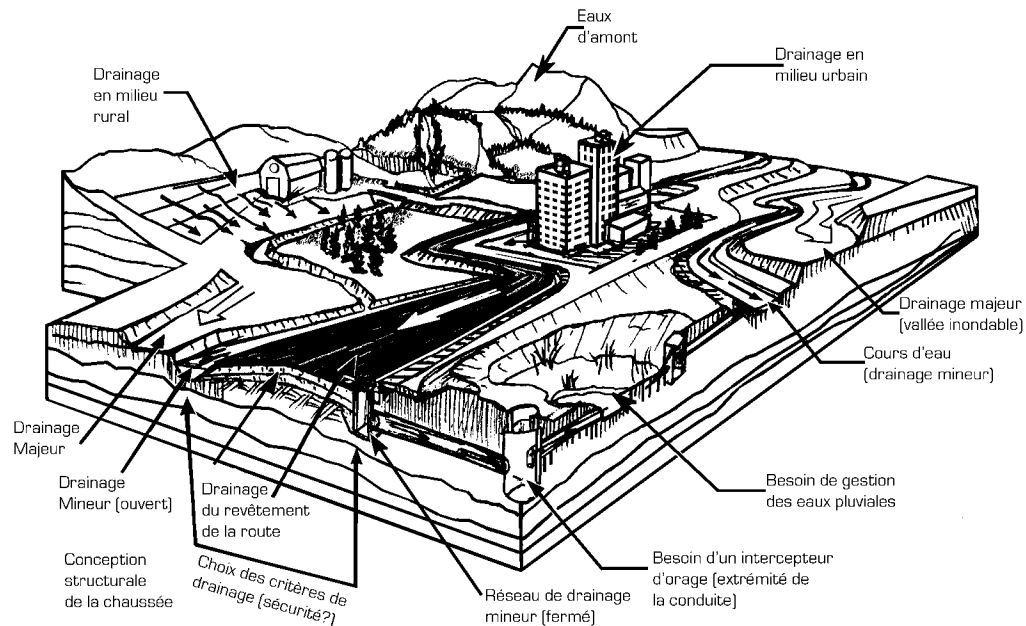 Eaux
d'amont
Drainage en
milieu urbain
Drainage
en milieu
rural
Drainage majeur
(vallée inondable)
Cours d'eau
(drainage mineur)
Drainage
Majeur
Drainage
Mineur (ouvert)
Drainage
du revêtement
de la route
Besoin de gestion
des eaux pluviales
Conception
structurale
de la chaussée
Choix des critères de
drainage (sécurité?)
Réseau de drainage
mineur (fermé)
Besoin d'un intercepteur
d'orage (extrémité de
la conduite)